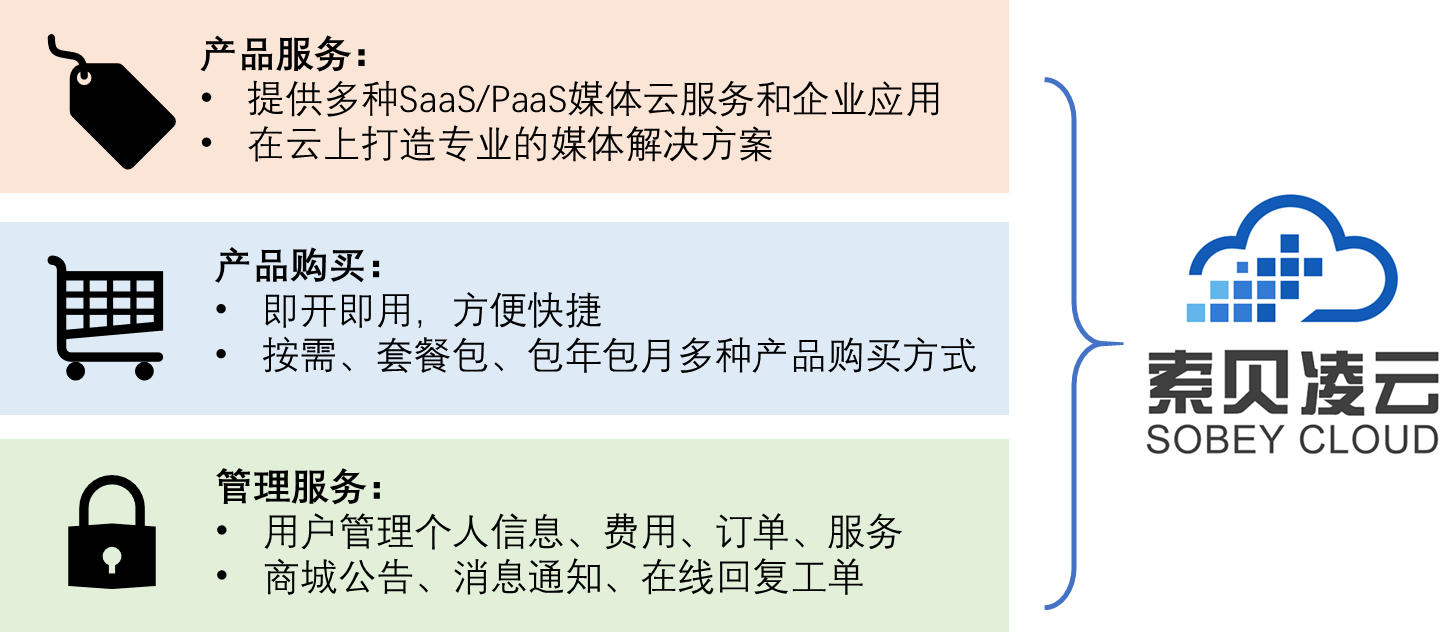 产品服务：
• 提供多种SaaS/PaaS媒体云服务和企业应用
• 在云上打造专业的媒体解决方案
产品购买：
• 即开即用，方便快捷
• 按需、套餐包、包年包月多种产品购买方式
管理服务：
• 用户管理个人信息、费用、订单、服务
• 商城公告、消息通知、在线回复工单
索贝凌云
SOBEY CLOUD